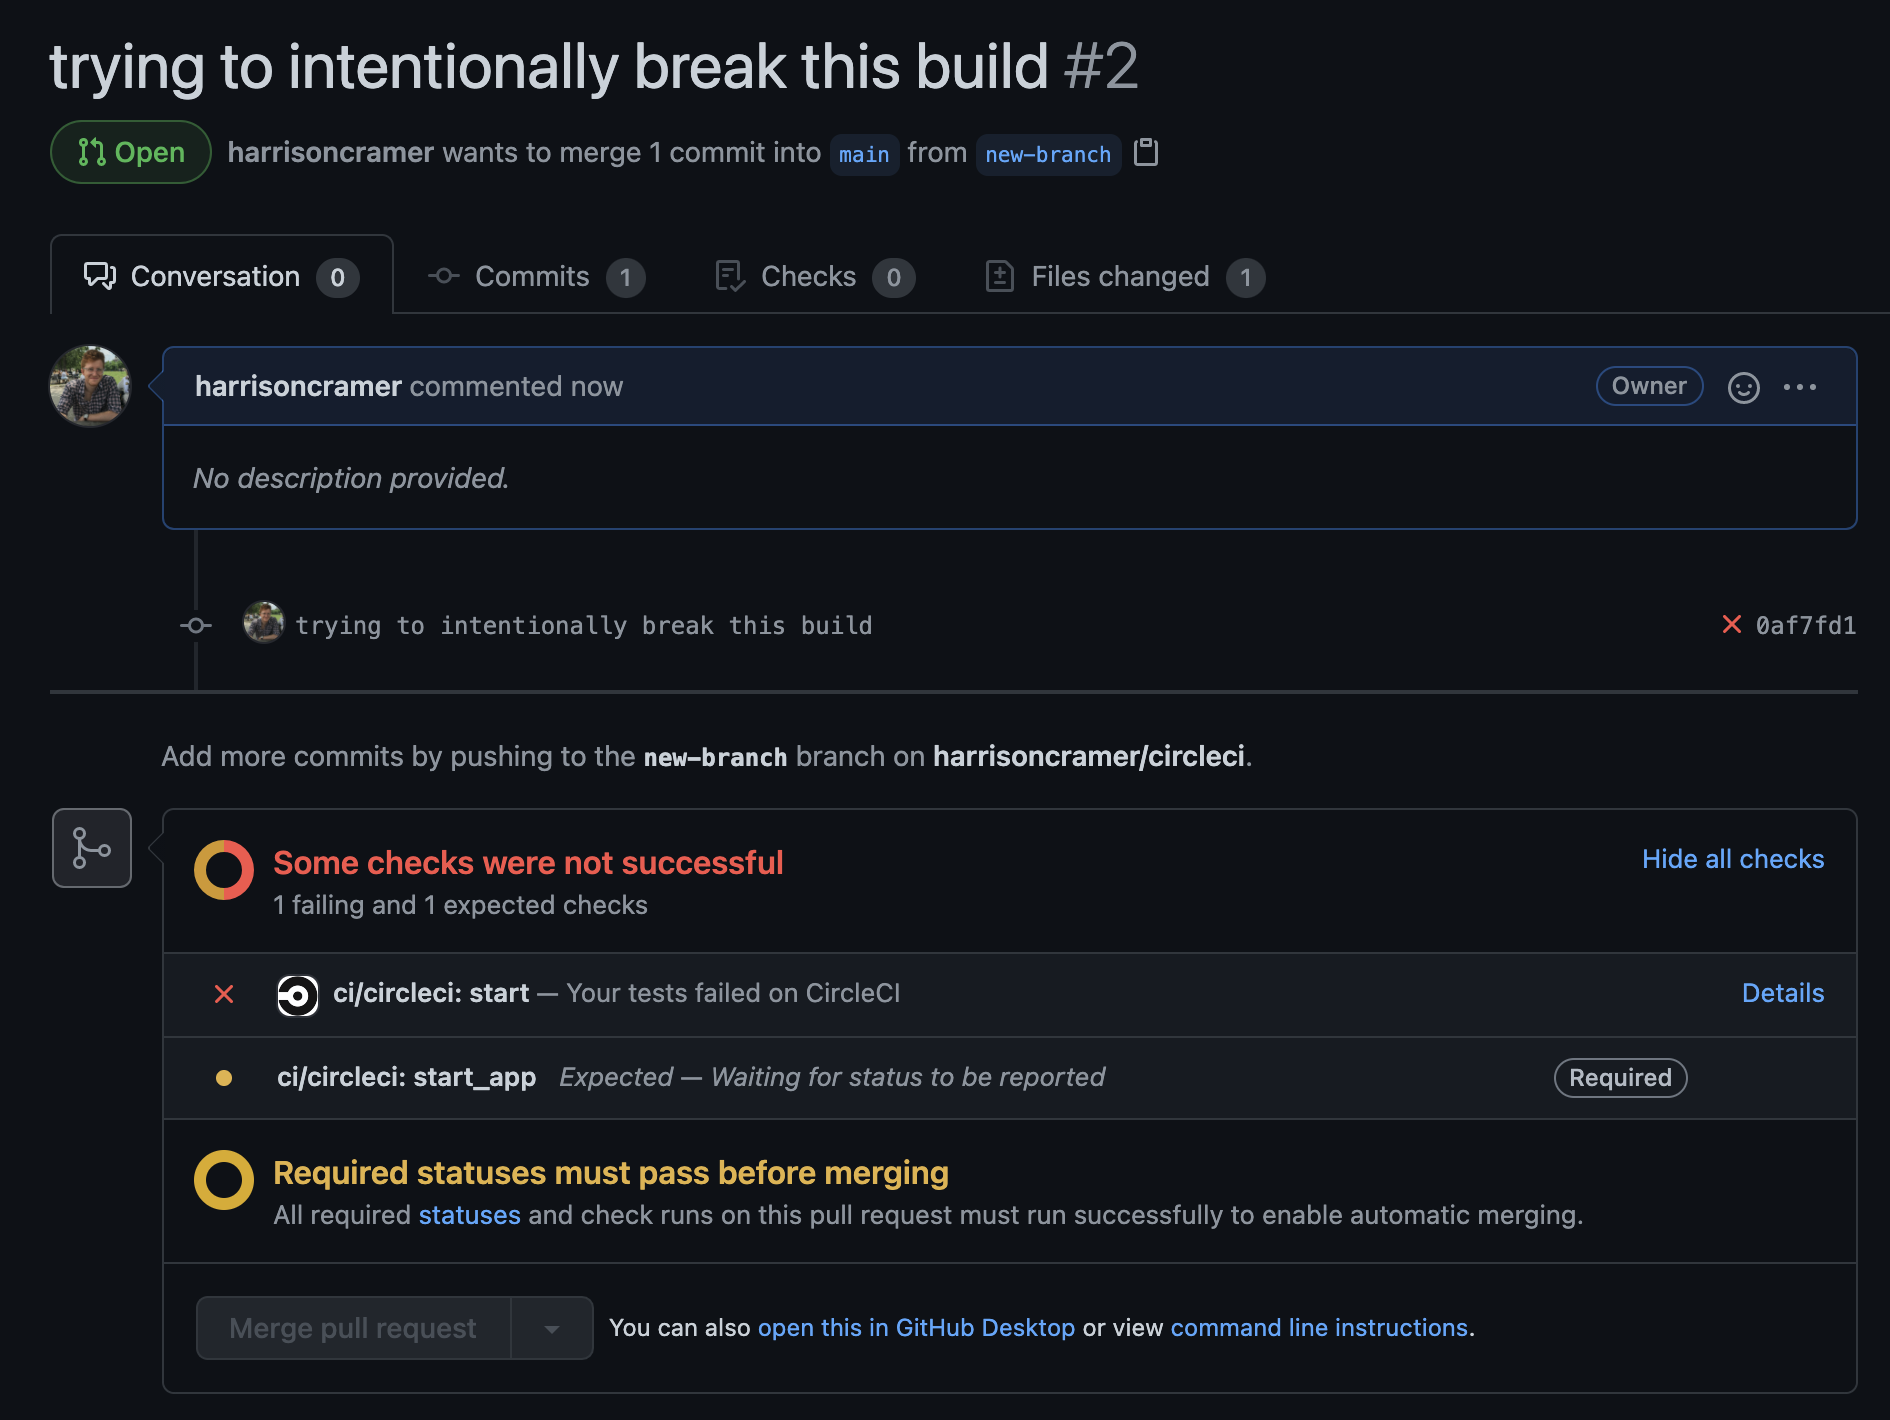 trying to intentionally break this build #2
Open harrisoncramer wants to merge 1 commit into main from new-branch
Conversation 0 Commits 1 Checks 0 Files changed 1
harrisoncramer commented now Owner
No description provided.
trying to intentionally break this build 0af7fd1
Add more commits by pushing to the new-branch branch on harrisoncramer/circleci.
Some checks were not successful Hide all checks
1 failing and 1 expected checks
ci/circleci: start — Your tests failed on CircleCI Details
ci/circleci: start_app Expected — Waiting for status to be reported Required
Required statuses must pass before merging
All required statuses and check runs on this pull request must run successfully to enable automatic merging.
Merge pull request You can also open this in GitHub Desktop or view command line instructions.